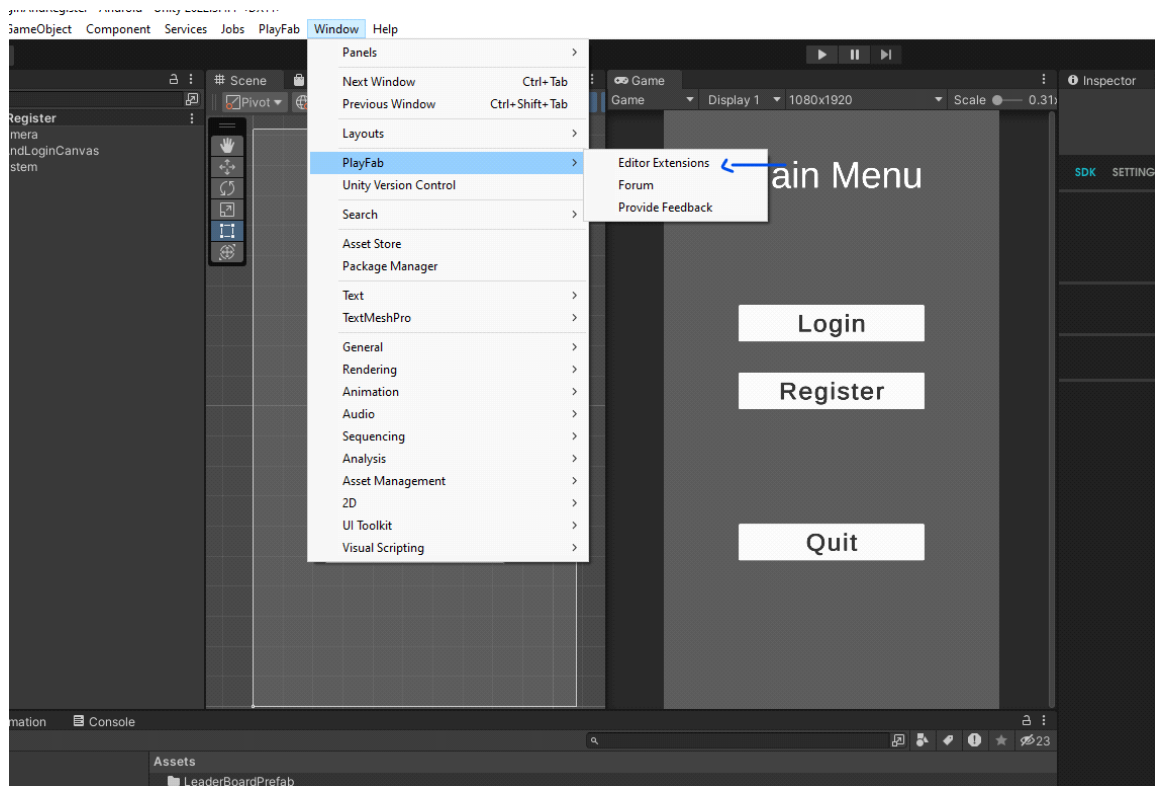 GameObject Component Services Jobs PlayFab Window Help
Scene
Pivot
Register
mera
ndLoginCanvas
stem
Panels
Next Window Ctrl+Tab
Previous Window Ctrl+Shift+Tab
Layouts
PlayFab
Unity Version Control
Search
Asset Store
Package Manager
Text
TextMeshPro
General
Rendering
Animation
Audio
Sequencing
Analysis
Asset Management
2D
UI Toolkit
Visual Scripting
Editor Extensions
Forum
Provide Feedback
Game
Game Display 1 1080x1920 Scale 0.31
ain Menu
Login
Register
Quit
Inspector
SDK SETTING
mation Console
23
Assets
LeaderBoardPrefab